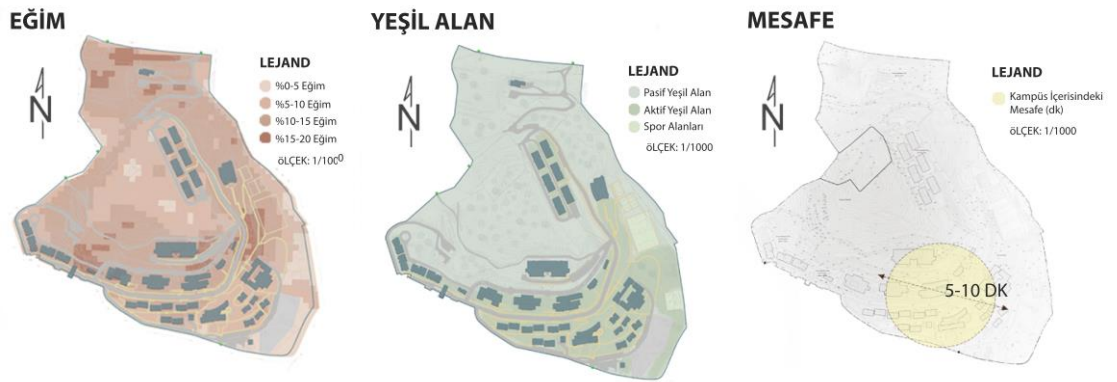 EĞİM
LEJAND
%0-5 Eğim
%5-10 Eğim
%10-15 Eğim
%15-20 Eğim
öLÇEK: 1/1000
N
YEŞİL ALAN
LEJAND
Pasif Yeşil Alan
Aktif Yeşil Alan
Spor Alanları
öLÇEK: 1/1000
N
MESAFE
LEJAND
Kampüs İçerisindeki
Mesafe (dk)
öLÇEK: 1/1000
N
5-10 DK